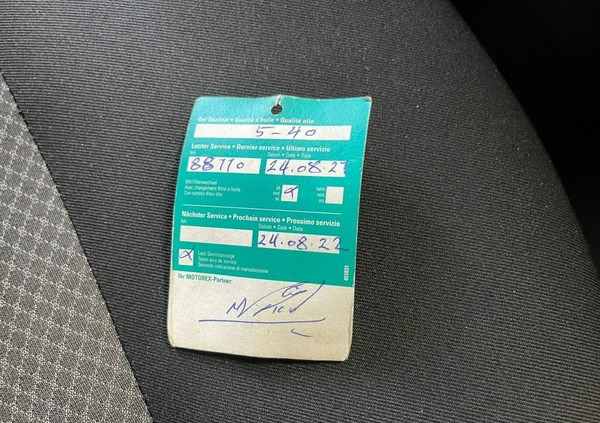 Oel Qualität • Qualité d'huile • Qualità olio
5-40
Letzter Service • Dernier service • Ultimo servizio
km Datum • Date • Data
88710 24.08.21
Mit Filterwechsel
Avec changement filtre à huile
Con cambio filtro olio
ja
oui
si
X
nein
non
no
Nächster Service • Prochain service • Prossimo servizio
km Datum • Date • Data
24.08.22
X
Laut Serviceanzeige
Selon avis de service
Secondo indicazione di manutenzione
Ihr MOTOREX-Partner: